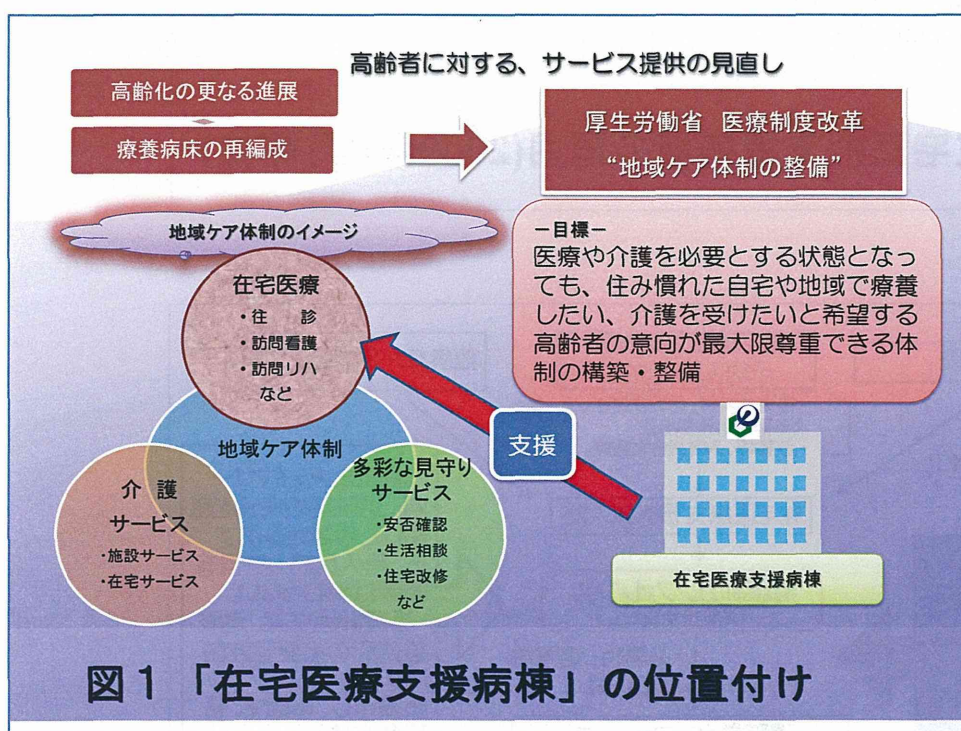 高齢者に対する、サービス提供の見直し
高齢化の更なる進展
療養病床の再編成
厚生労働省 医療制度改革
“地域ケア体制の整備”
地域ケア体制のイメージ
在宅医療
・住 診
・訪問看護
・訪問リハ
など
地域ケア体制
介 護
サービス
・施設サービス
・在宅サービス
多彩な見守り
サービス
・安否確認
・生活相談
・住宅改修
など
－目標－
医療や介護を必要とする状態となっ
ても、住み慣れた自宅や地域で療養
したい、介護を受けたいと希望する
高齢者の意向が最大限尊重できる体
制の構築・整備
支援
在宅医療支援病棟
図1「在宅医療支援病棟」の位置付け